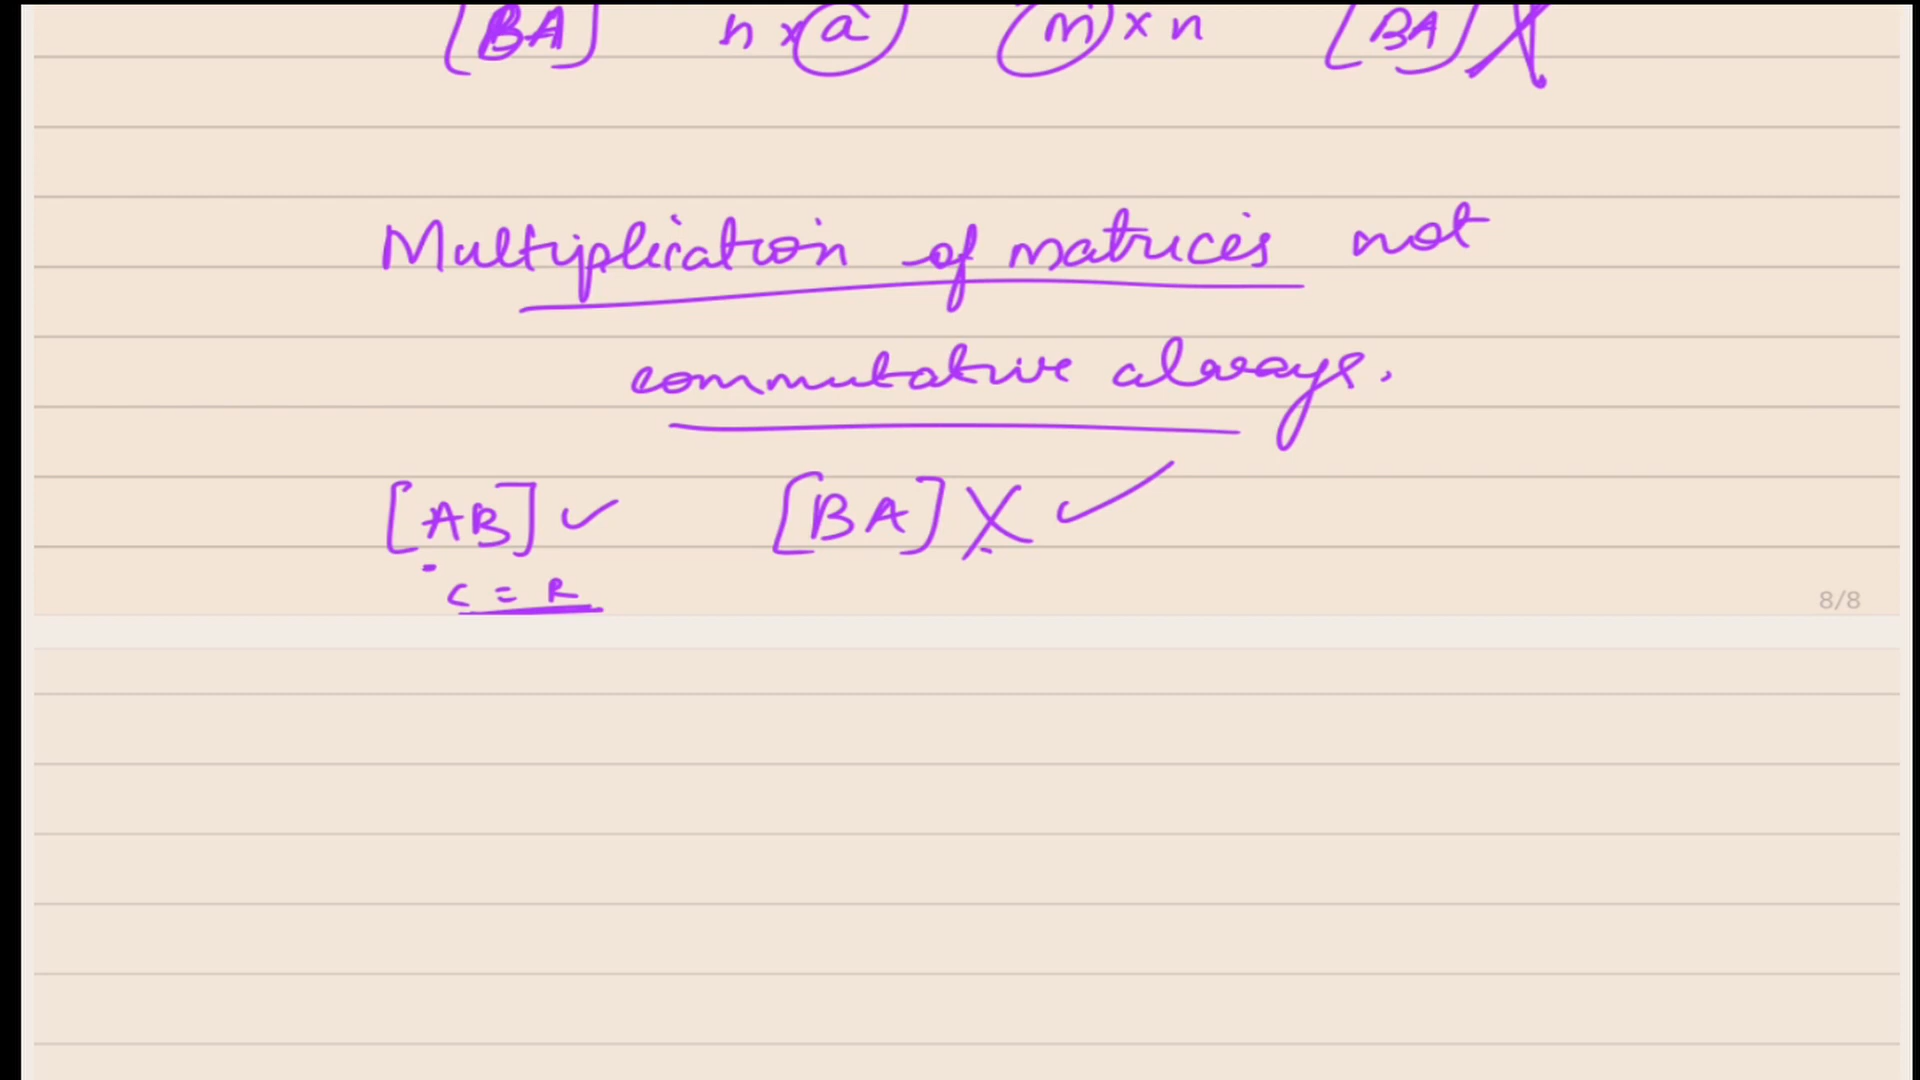 [BA] n x a m x n [BA] X
Multiplication of matrices not
commutative always.
[AB] ✓ [BA] X ✓
C = R
8/8